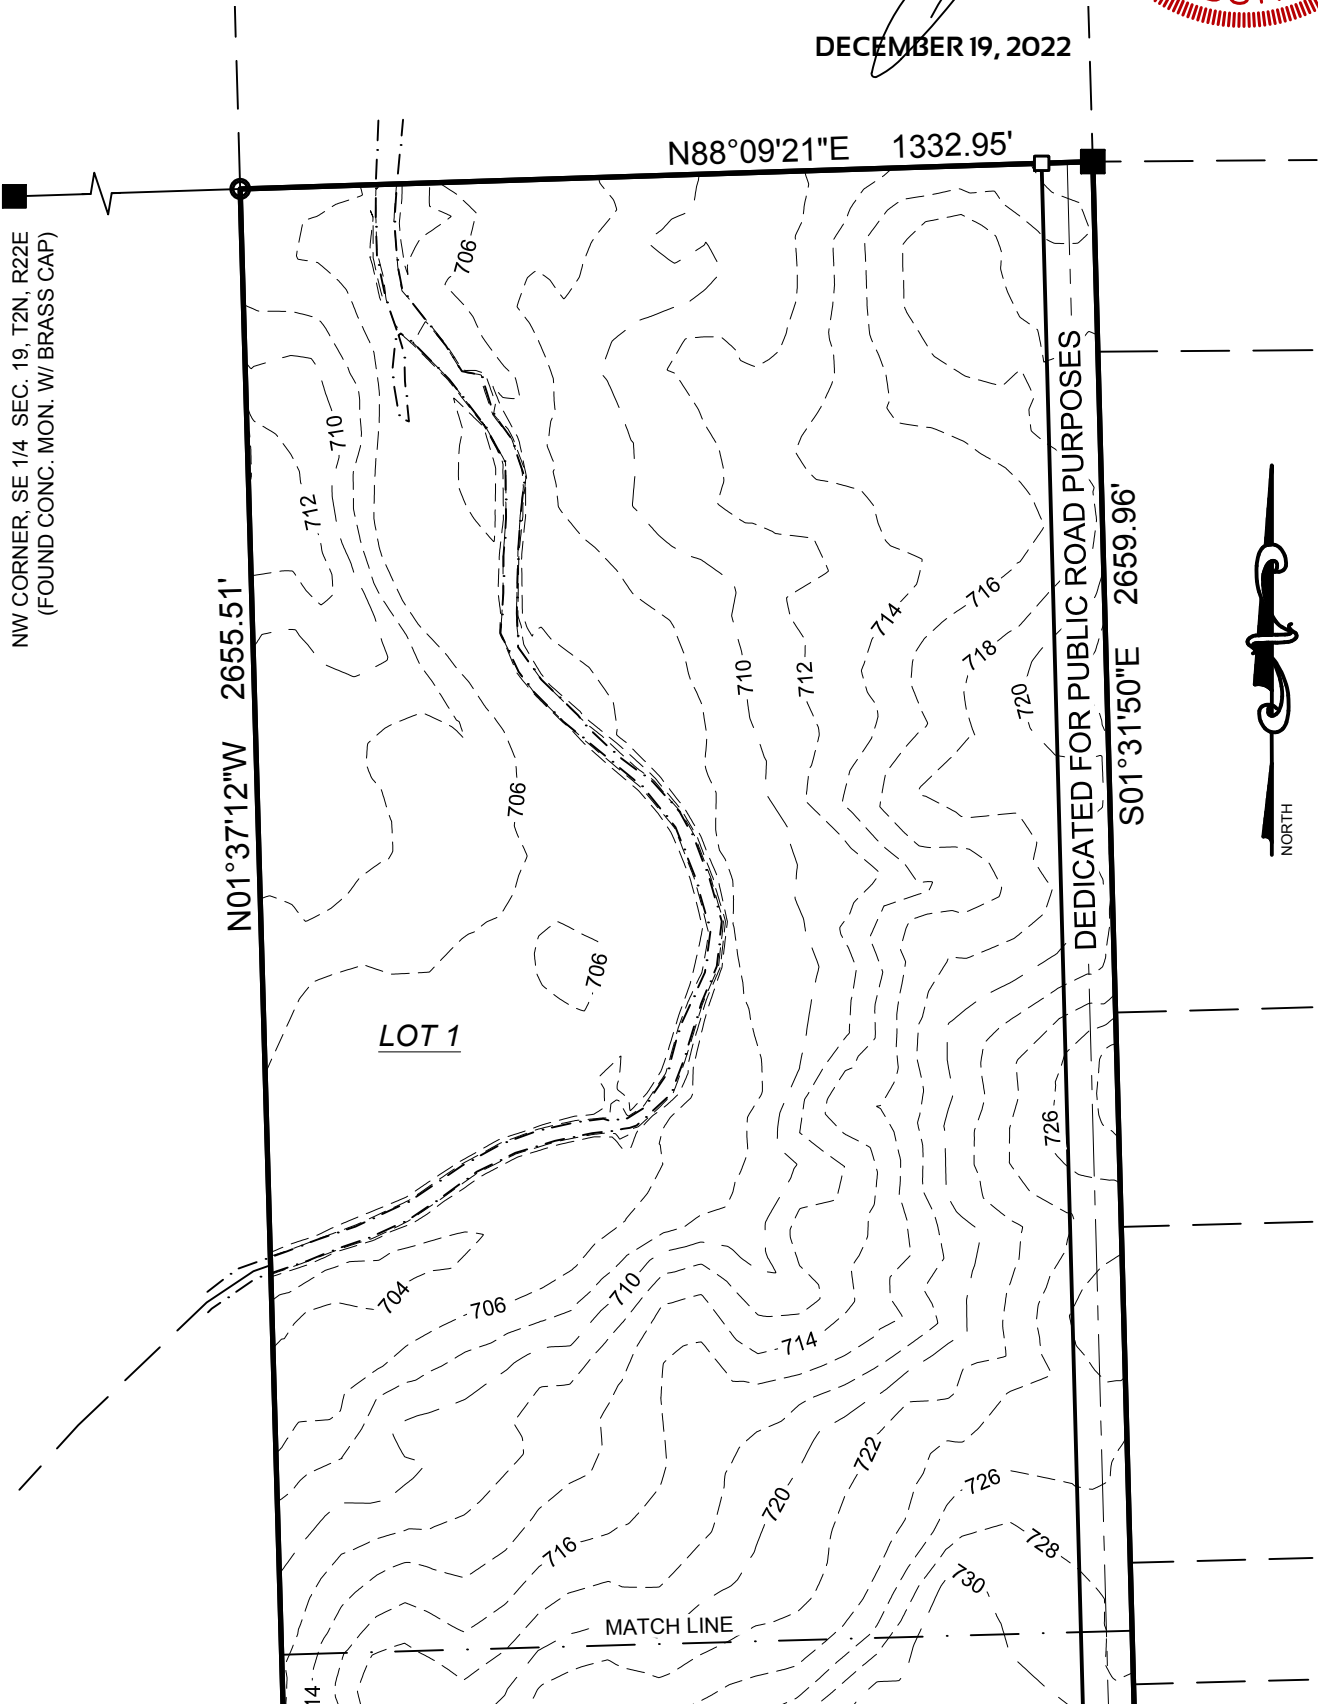 DECEMBER 19, 2022
N88°09'21"E 1332.95'
NW CORNER, SE 1/4 SEC. 19, T2N, R22E
(FOUND CONC. MON. W/ BRASS CAP)
706
710
712
N01°37'12"W 2655.51'
DEDICATED FOR PUBLIC ROAD PURPOSES
S01°31'50"E 2659.96'
716
714
718
710
712
720
706
NORTH
706
LOT 1
726
704
706
710
714
722
726
720
716
728
730
MATCH LINE
14